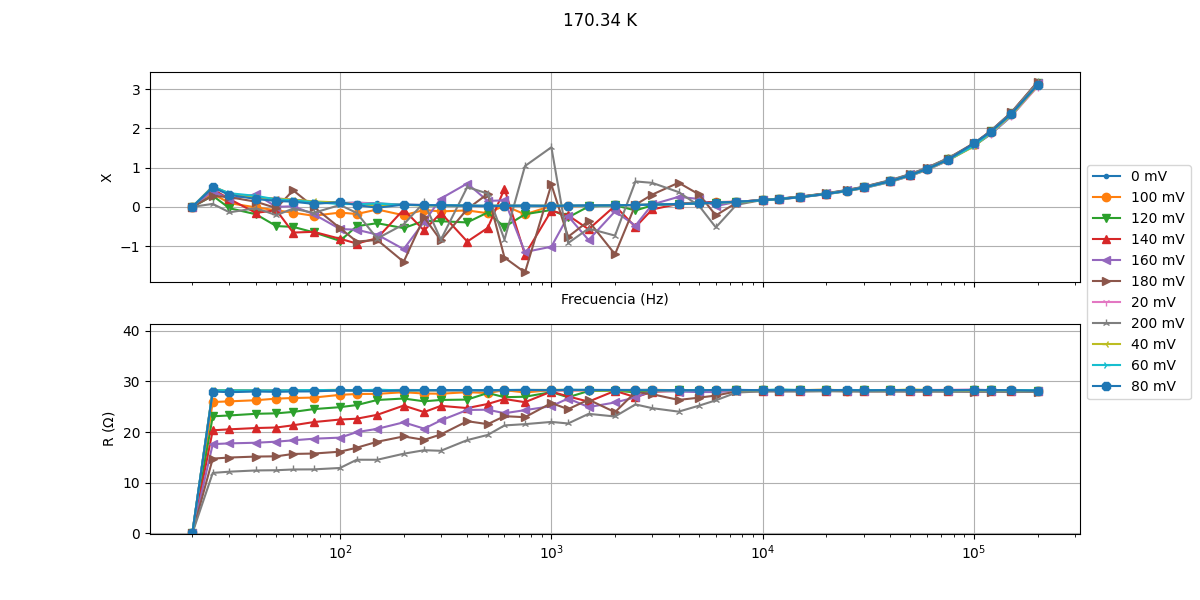 170.34 K
3
2
1
0
−1
X
Frecuencia (Hz)
40
30
20
10
0
R (Ω)
10²
10³
10⁴
10⁵
0 mV
100 mV
120 mV
140 mV
160 mV
180 mV
20 mV
200 mV
40 mV
60 mV
80 mV